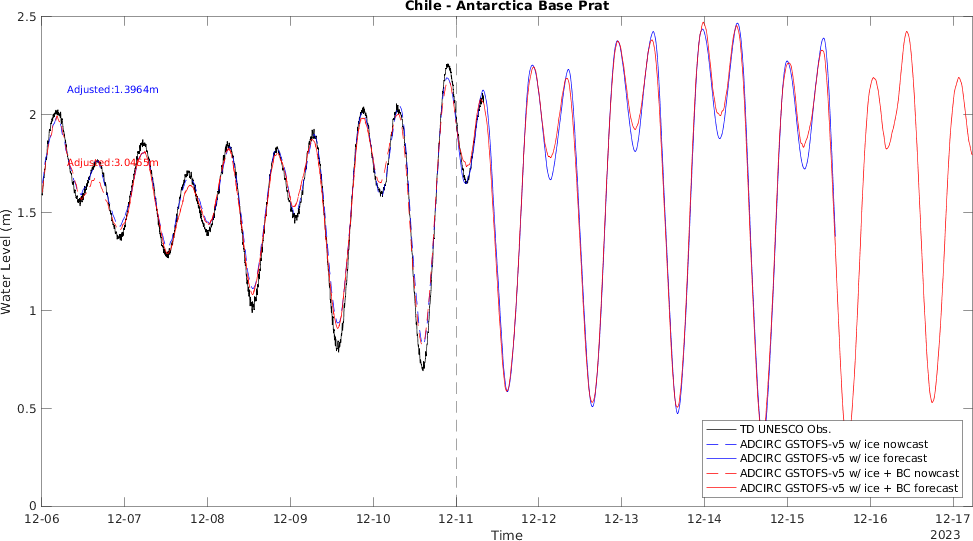 Chile - Antarctica Base Prat
2.5
2
1.5
1
0.5
0
Water Level (m)
Adjusted:1.3964m
Adjusted:3.0465m
TD UNESCO Obs.
ADCIRC GSTOFS-v5 w/ ice nowcast
ADCIRC GSTOFS-v5 w/ ice forecast
ADCIRC GSTOFS-v5 w/ ice + BC nowcast
ADCIRC GSTOFS-v5 w/ ice + BC forecast
12-06 12-07 12-08 12-09 12-10 12-11 12-12 12-13 12-14 12-15 12-16 12-17
Time
2023